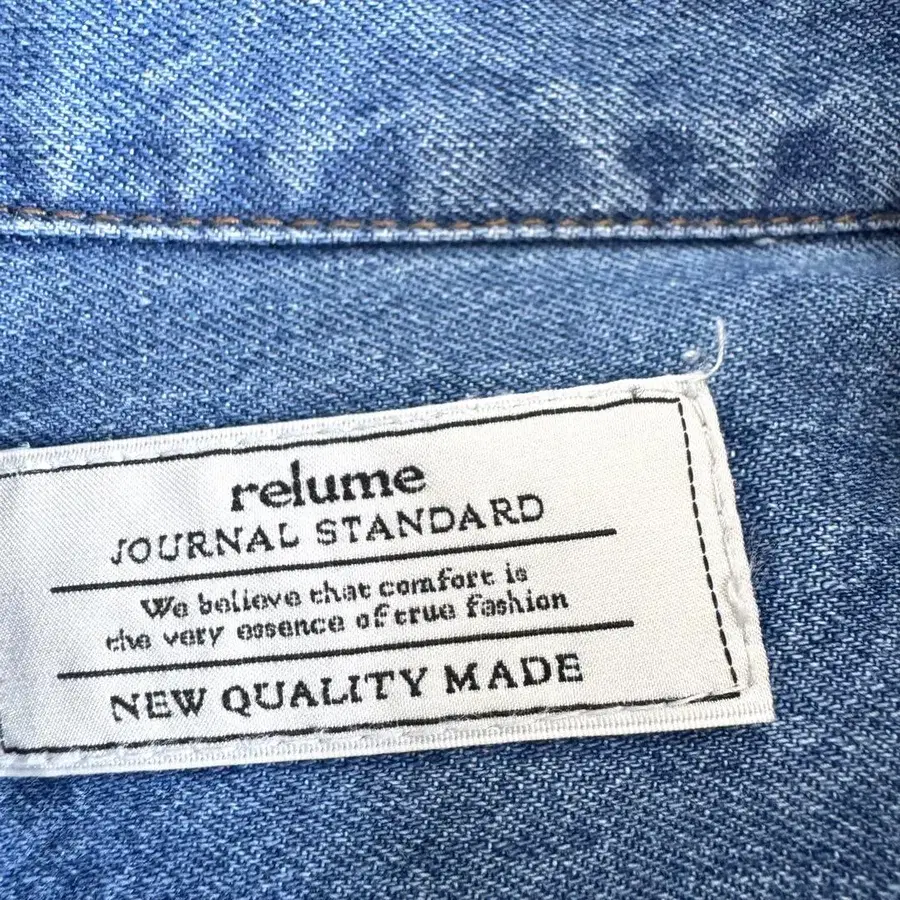 relume
JOURNAL STANDARD
We believe that comfort is
the very essence of true fashion
NEW QUALITY MADE